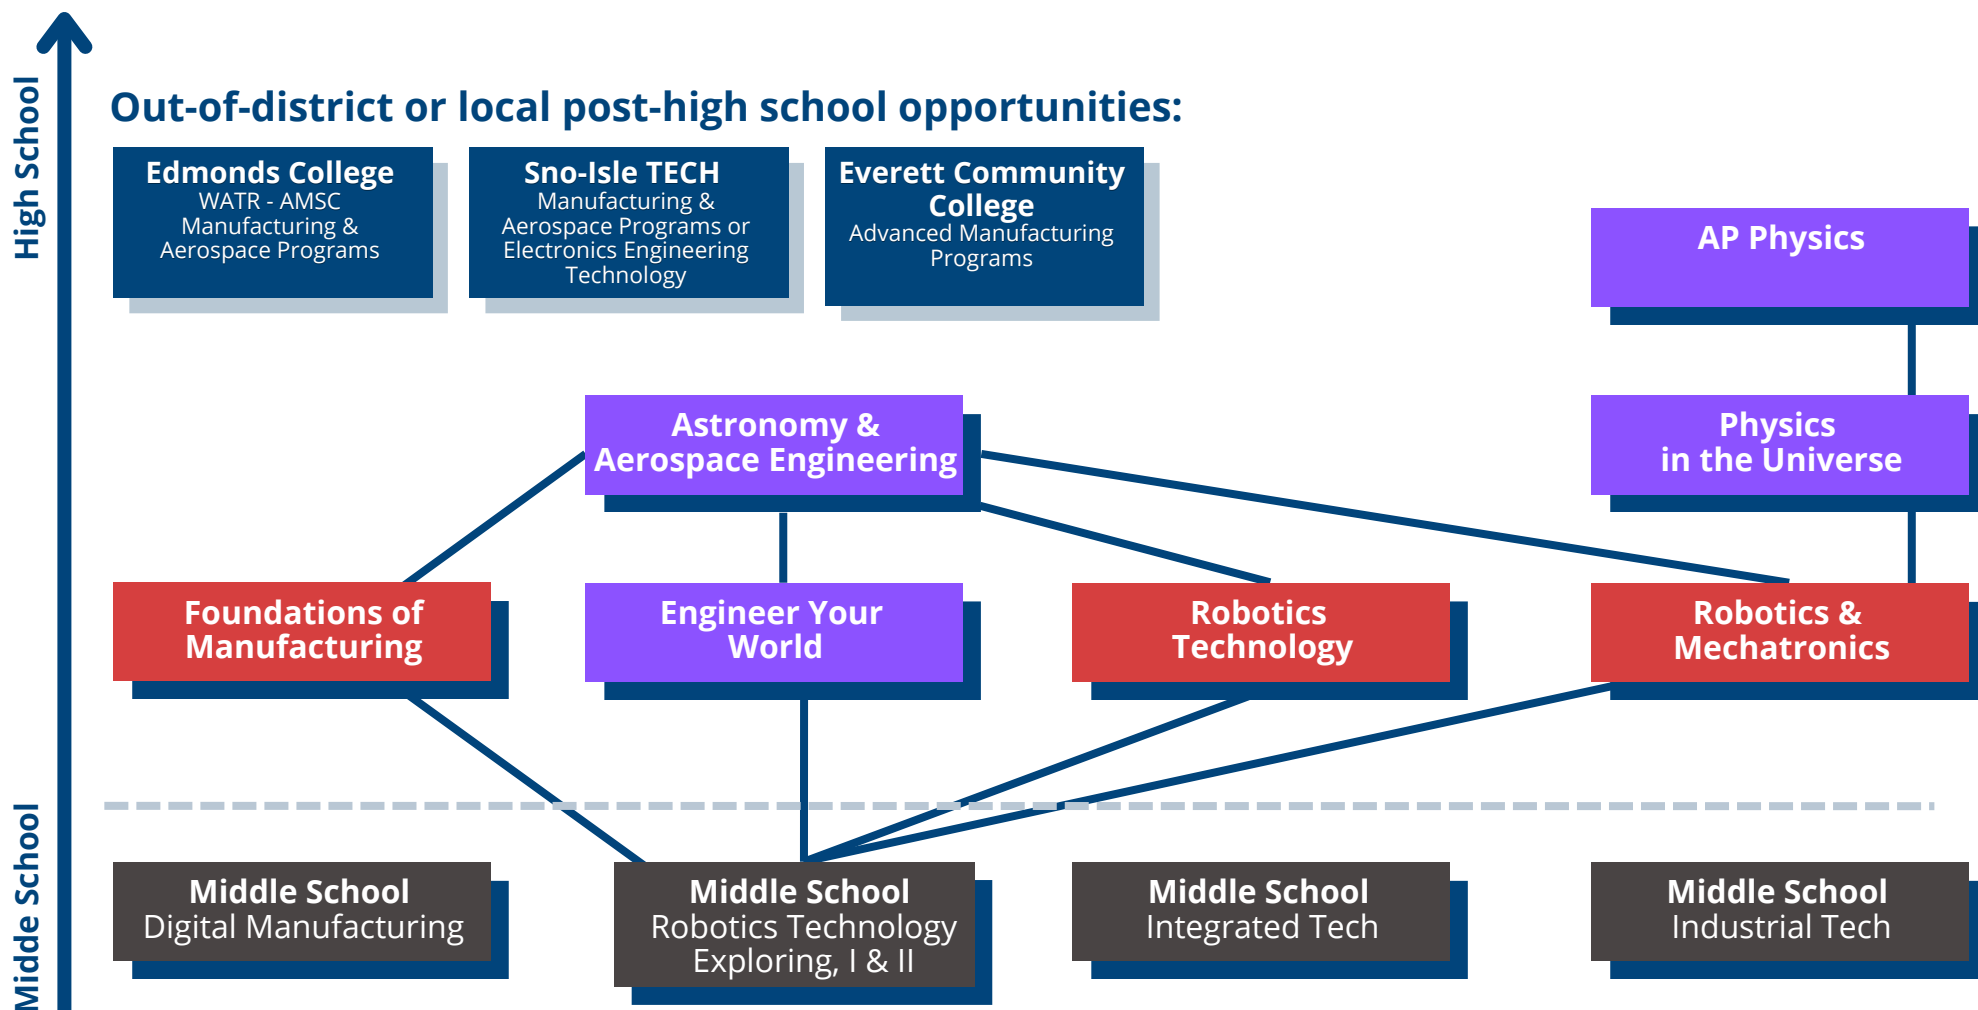 High School
Out-of-district or local post-high school opportunities:
Edmonds College
WATR - AMSC
Manufacturing &
Aerospace Programs
Sno-Isle TECH
Manufacturing &
Aerospace Programs or
Electronics Engineering
Technology
Everett Community
College
Advanced Manufacturing
Programs
AP Physics
Astronomy &
Aerospace Engineering
Physics
in the Universe
Foundations of
Manufacturing
Engineer Your
World
Robotics
Technology
Robotics &
Mechatronics
Midde School
Middle School
Digital Manufacturing
Middle School
Robotics Technology
Exploring, I & II
Middle School
Integrated Tech
Middle School
Industrial Tech